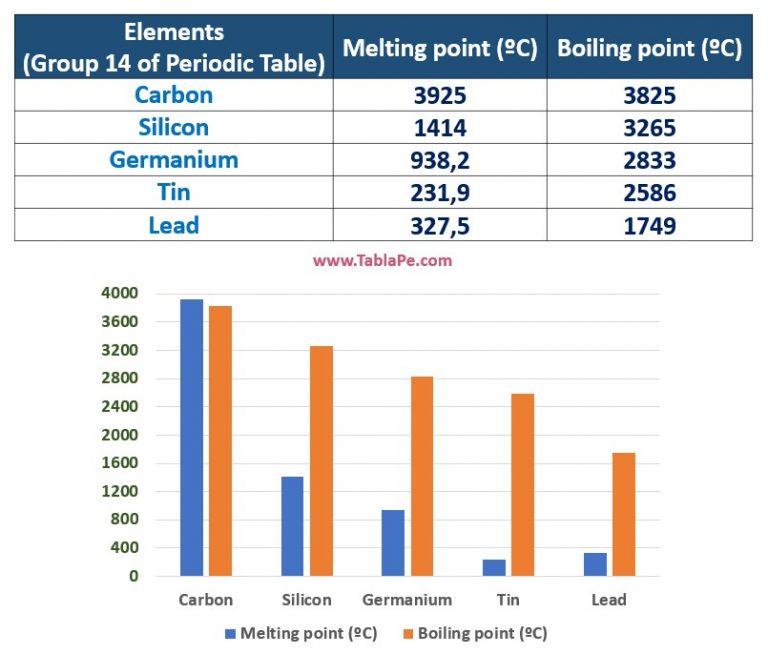 Elements
(Group 14 of Periodic Table) Melting point (ºC) Boiling point (ºC)
Carbon 3925 3825
Silicon 1414 3265
Germanium 938,2 2833
Tin 231,9 2586
Lead 327,5 1749
www.TablaPe.com
4000
3600
3200
2800
2400
2000
1600
1200
800
400
0
Carbon Silicon Germanium Tin Lead
Melting point (ºC) Boiling point (ºC)